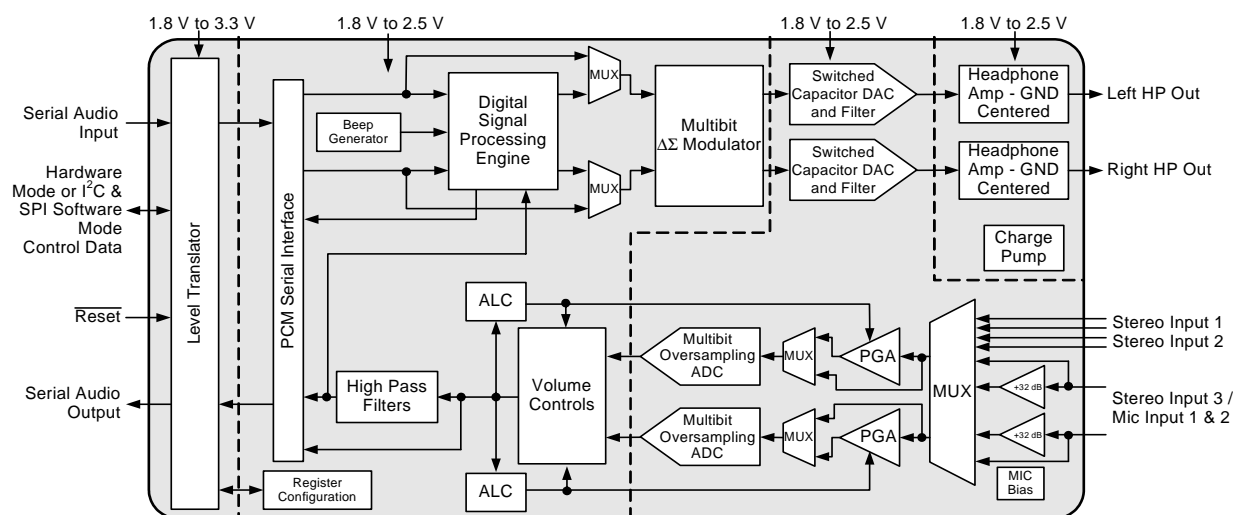 1.8 V to 3.3 V
1.8 V to 2.5 V
1.8 V to 2.5 V
1.8 V to 2.5 V
Serial Audio
Input
Hardware
Mode or I²C &
SPI Software
Mode
Control Data
Reset
Serial Audio
Output
Level Translator
PCM Serial Interface
Beep
Generator
Digital
Signal
Processing
Engine
MUX
MUX
Multibit
ΔΣ Modulator
Switched
Capacitor DAC
and Filter
Switched
Capacitor DAC
and Filter
Headphone
Amp - GND
Centered
Headphone
Amp - GND
Centered
Left HP Out
Right HP Out
Charge
Pump
ALC
ALC
High Pass
Filters
Volume
Controls
Register
Configuration
Multibit
Oversampling
ADC
Multibit
Oversampling
ADC
MUX
MUX
PGA
PGA
MUX
+32 dB
+32 dB
MIC
Bias
Stereo Input 1
Stereo Input 2
Stereo Input 3 /
Mic Input 1 & 2